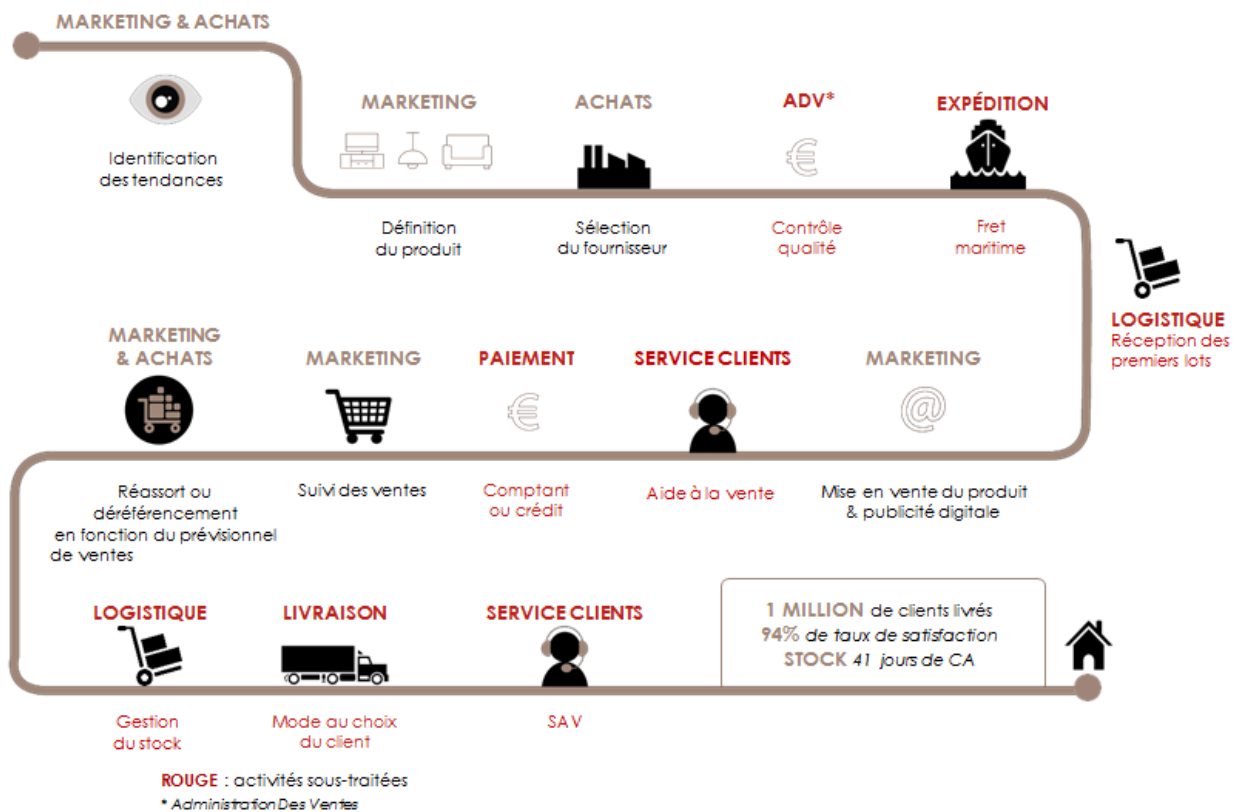 MARKETING & ACHATS
Identification
des tendances
MARKETING
Définition
du produit
ACHATS
Sélection
du fournisseur
ADV*
€
Contrôle
qualité
EXPÉDITION
Fret
maritime
LOGISTIQUE
Réception des
premiers lots
MARKETING
@
Mise en vente du produit
& publicité digitale
SERVICE CLIENTS
Aide à la vente
PAIEMENT
€
Comptant
ou crédit
MARKETING
Suivi des ventes
MARKETING
& ACHATS
Réassort ou
déréférencement
en fonction du prévisionnel
de ventes
LOGISTIQUE
Gestion
du stock
LIVRAISON
Mode au choix
du client
SERVICE CLIENTS
SAV
1 MILLION de clients livrés
94% de taux de satisfaction
STOCK 41 jours de CA
ROUGE : activités sous-traitées
* Administration Des Ventes